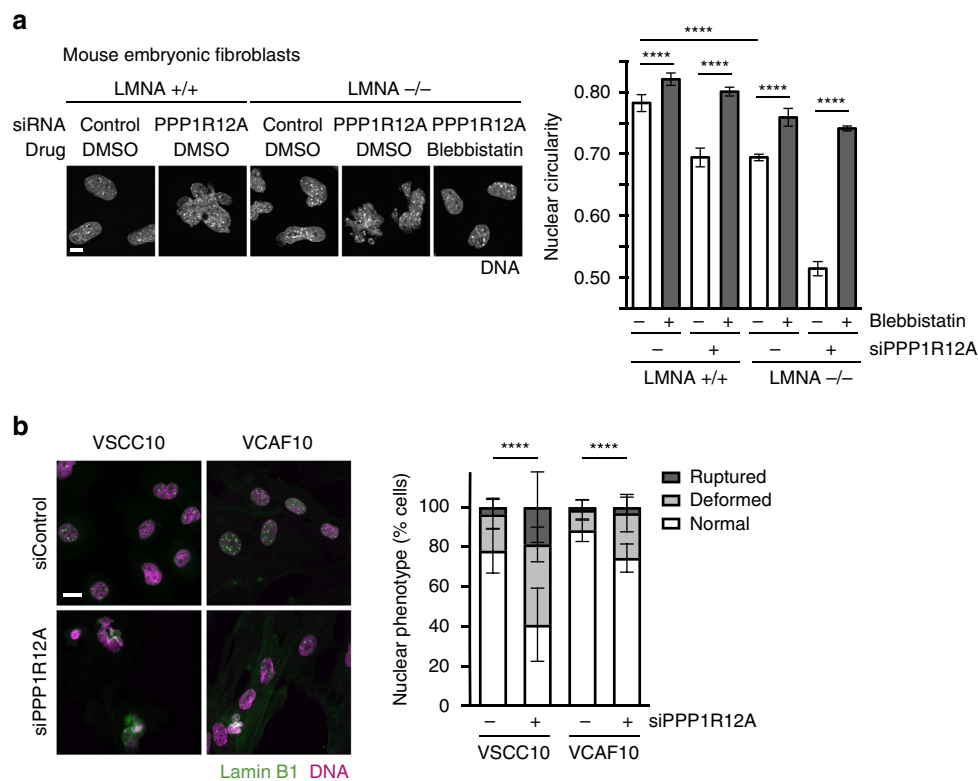 a
Mouse embryonic fibroblasts
LMNA +/+ LMNA –/–
siRNA Control PPP1R12A Control PPP1R12A PPP1R12A
Drug DMSO DMSO DMSO DMSO Blebbistatin
DNA
Nuclear circularity
0.80
0.70
0.60
0.50
****
**** **** **** ****
– + – + – + – + Blebbistatin
– + – + siPPP1R12A
LMNA +/+ LMNA –/–
b
VSCC10 VCAF10
siControl
siPPP1R12A
Lamin B1 DNA
Nuclear phenotype (% cells)
100
80
60
40
20
0
**** ****
Ruptured
Deformed
Normal
– + – + siPPP1R12A
VSCC10 VCAF10